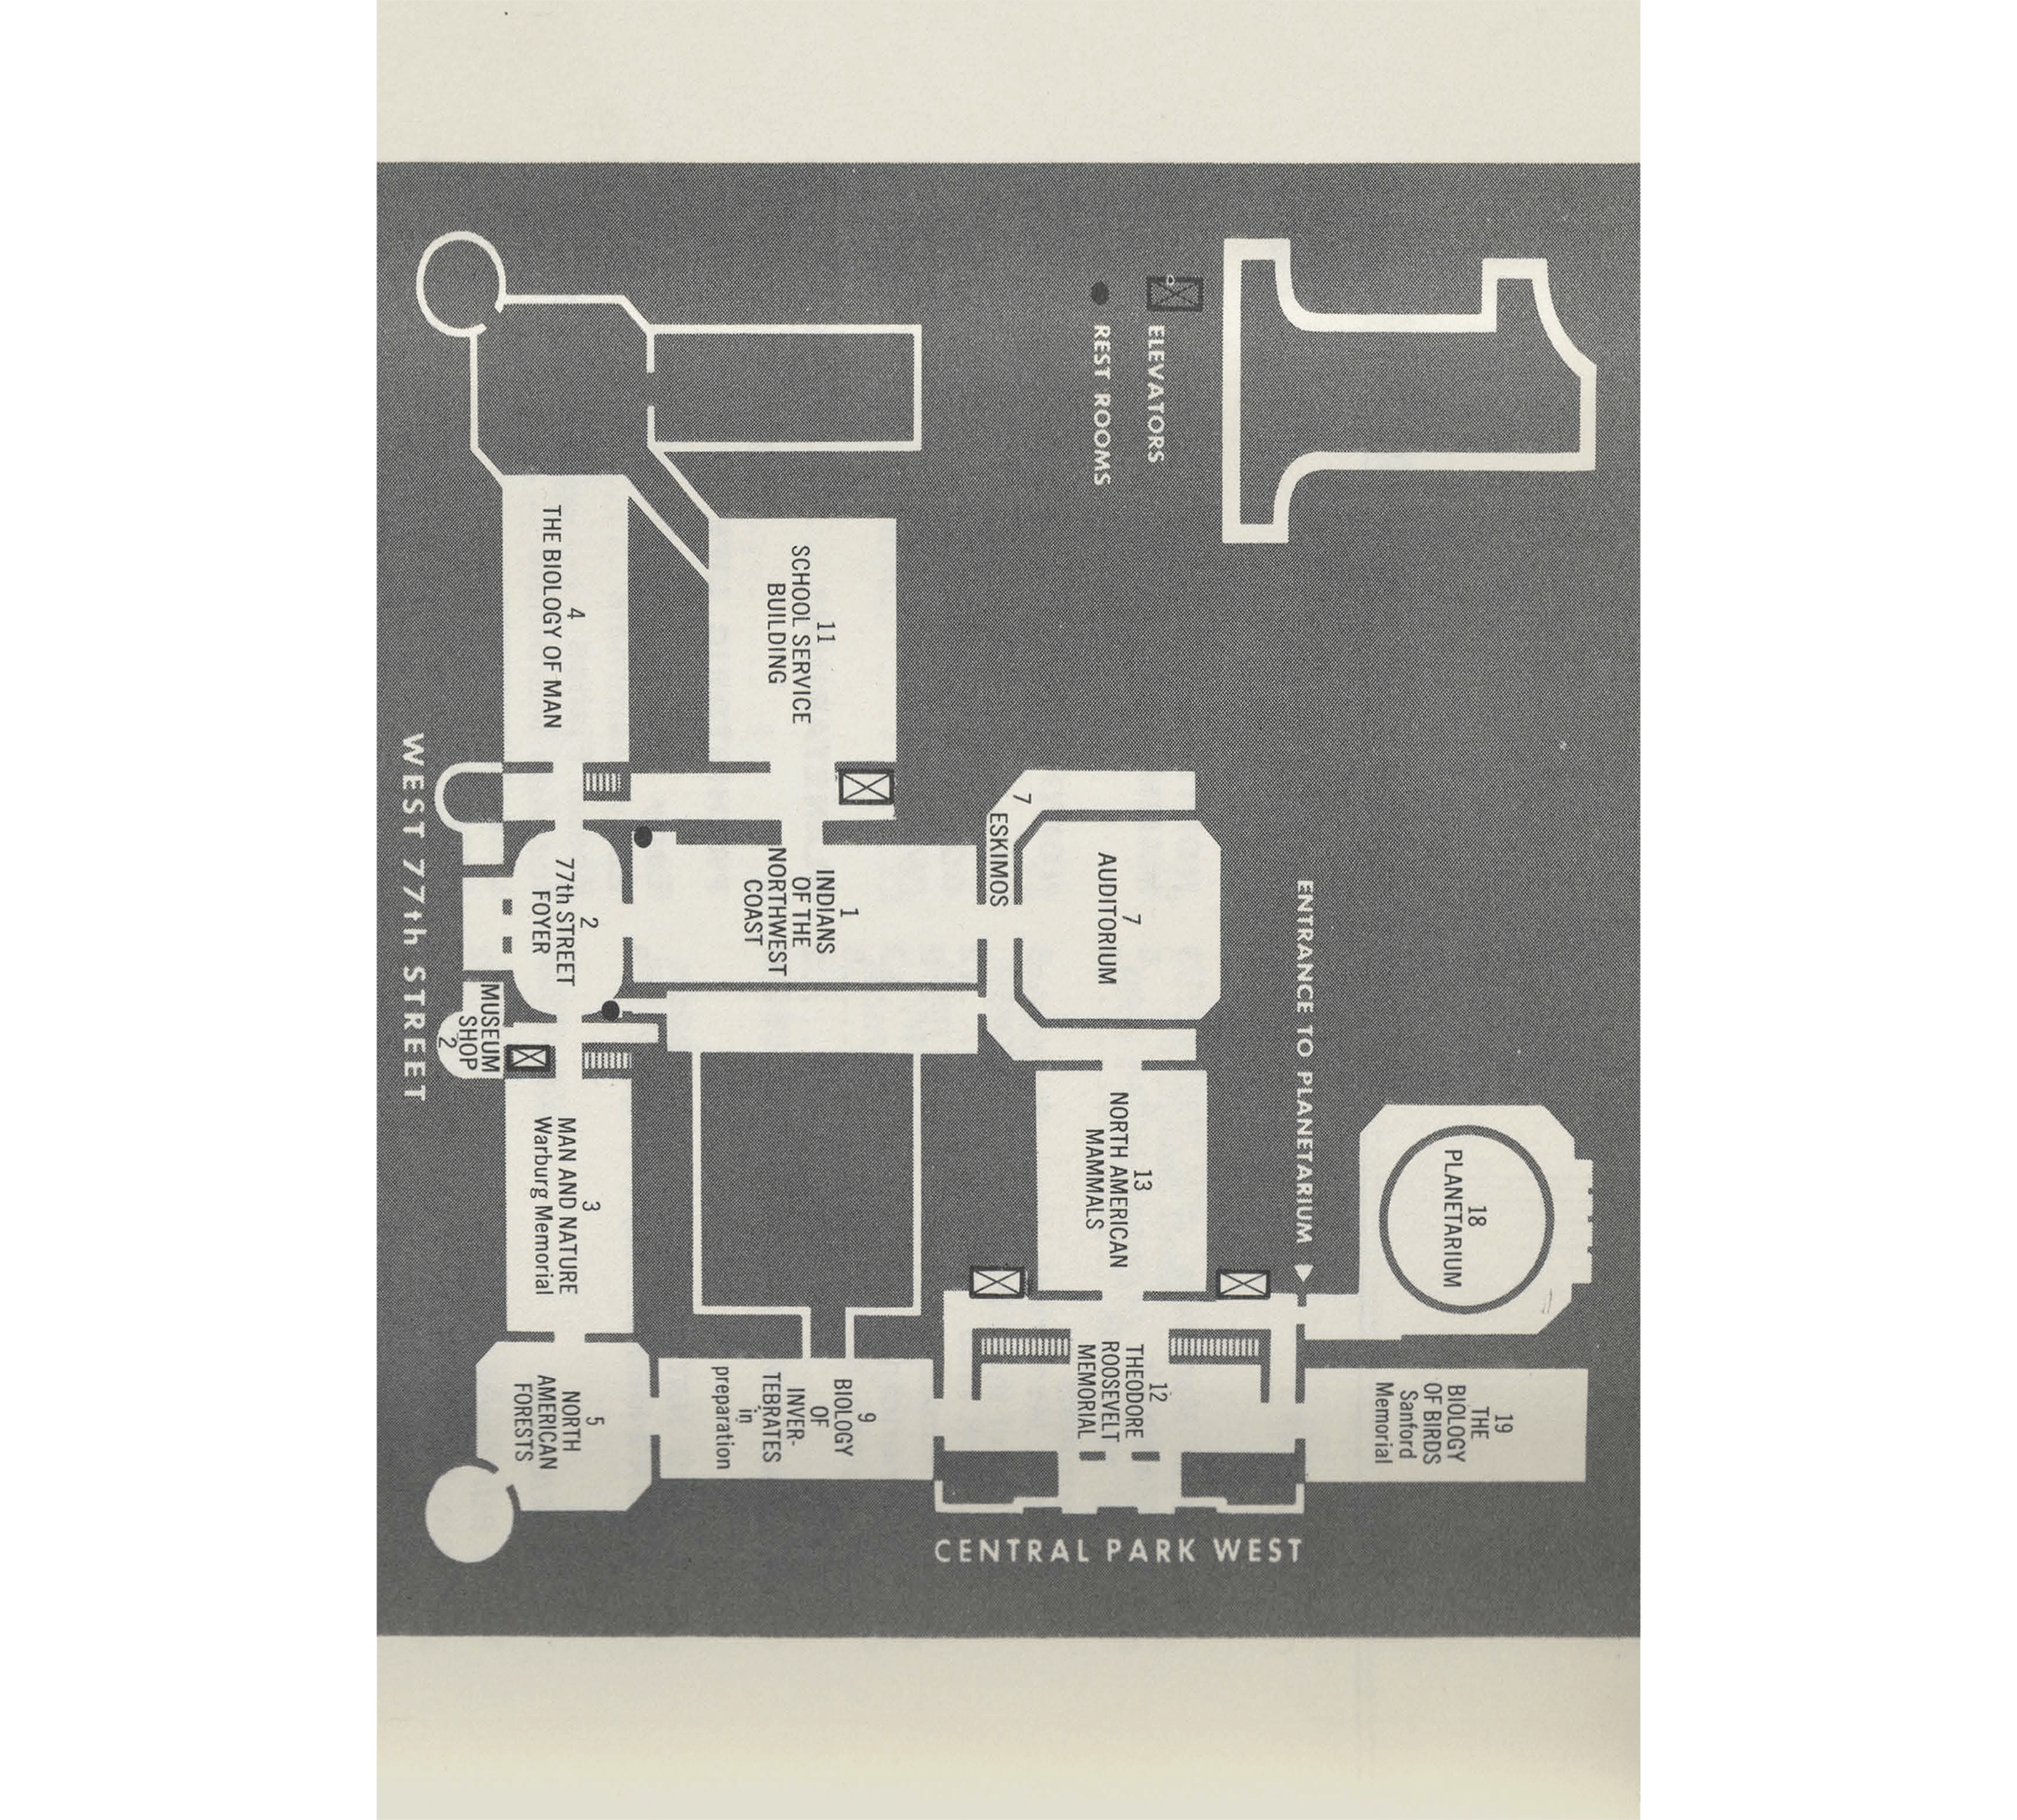 1
ELEVATORS
REST ROOMS
18
PLANETARIUM
19
THE
BIOLOGY
OF BIRDS
Sanford
Memorial
ENTRANCE TO PLANETARIUM
7
AUDITORIUM
7
ESKIMOS
13
NORTH AMERICAN
MAMMALS
12
THEODORE
ROOSEVELT
MEMORIAL
CENTRAL PARK WEST
11
SCHOOL SERVICE
BUILDING
1
INDIANS
OF THE
NORTHWEST
COAST
9
BIOLOGY
OF
INVER-
TEBRATES
in
preparation
4
THE BIOLOGY OF MAN
2
77th STREET
FOYER
3
MAN AND NATURE
Warburg Memorial
5
NORTH
AMERICAN
FORESTS
MUSEUM
SHOP
2
WEST 77th STREET